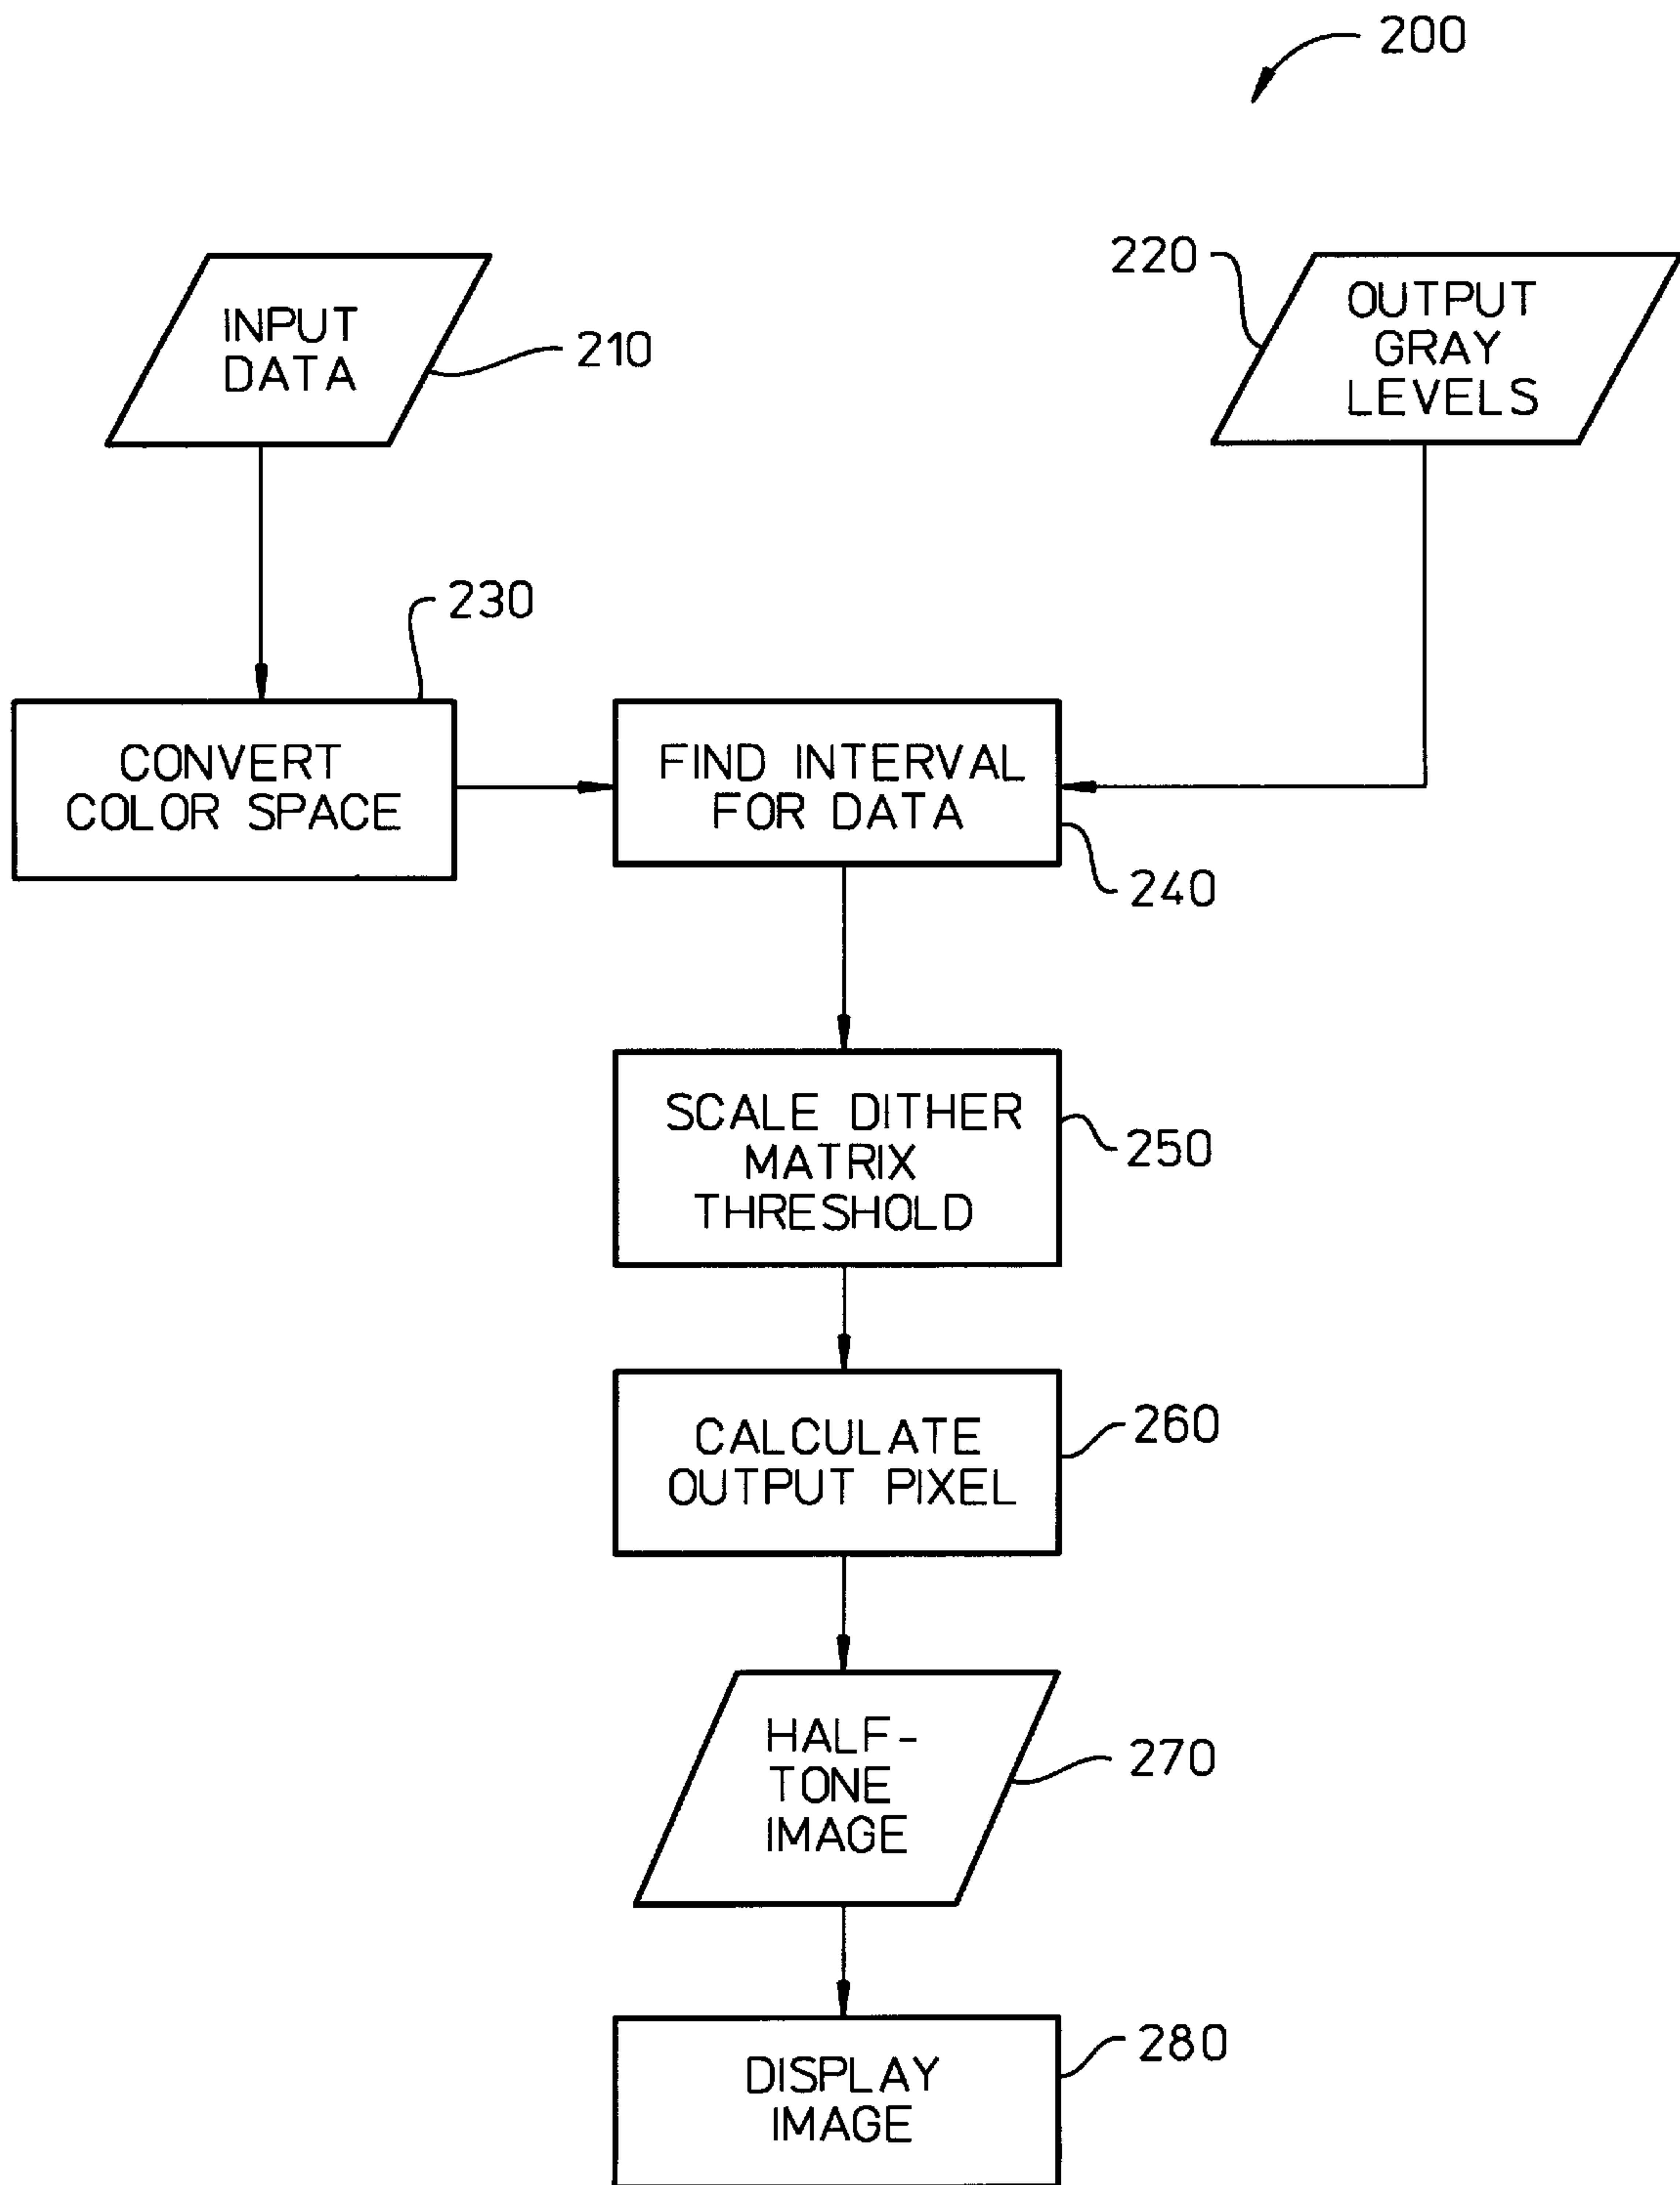 200
INPUT
DATA
210
220
OUTPUT
GRAY
LEVELS
230
CONVERT
COLOR SPACE
FIND INTERVAL
FOR DATA
240
SCALE DITHER
MATRIX
THRESHOLD
250
CALCULATE
OUTPUT PIXEL
260
HALF-
TONE
IMAGE
270
DISPLAY
IMAGE
280